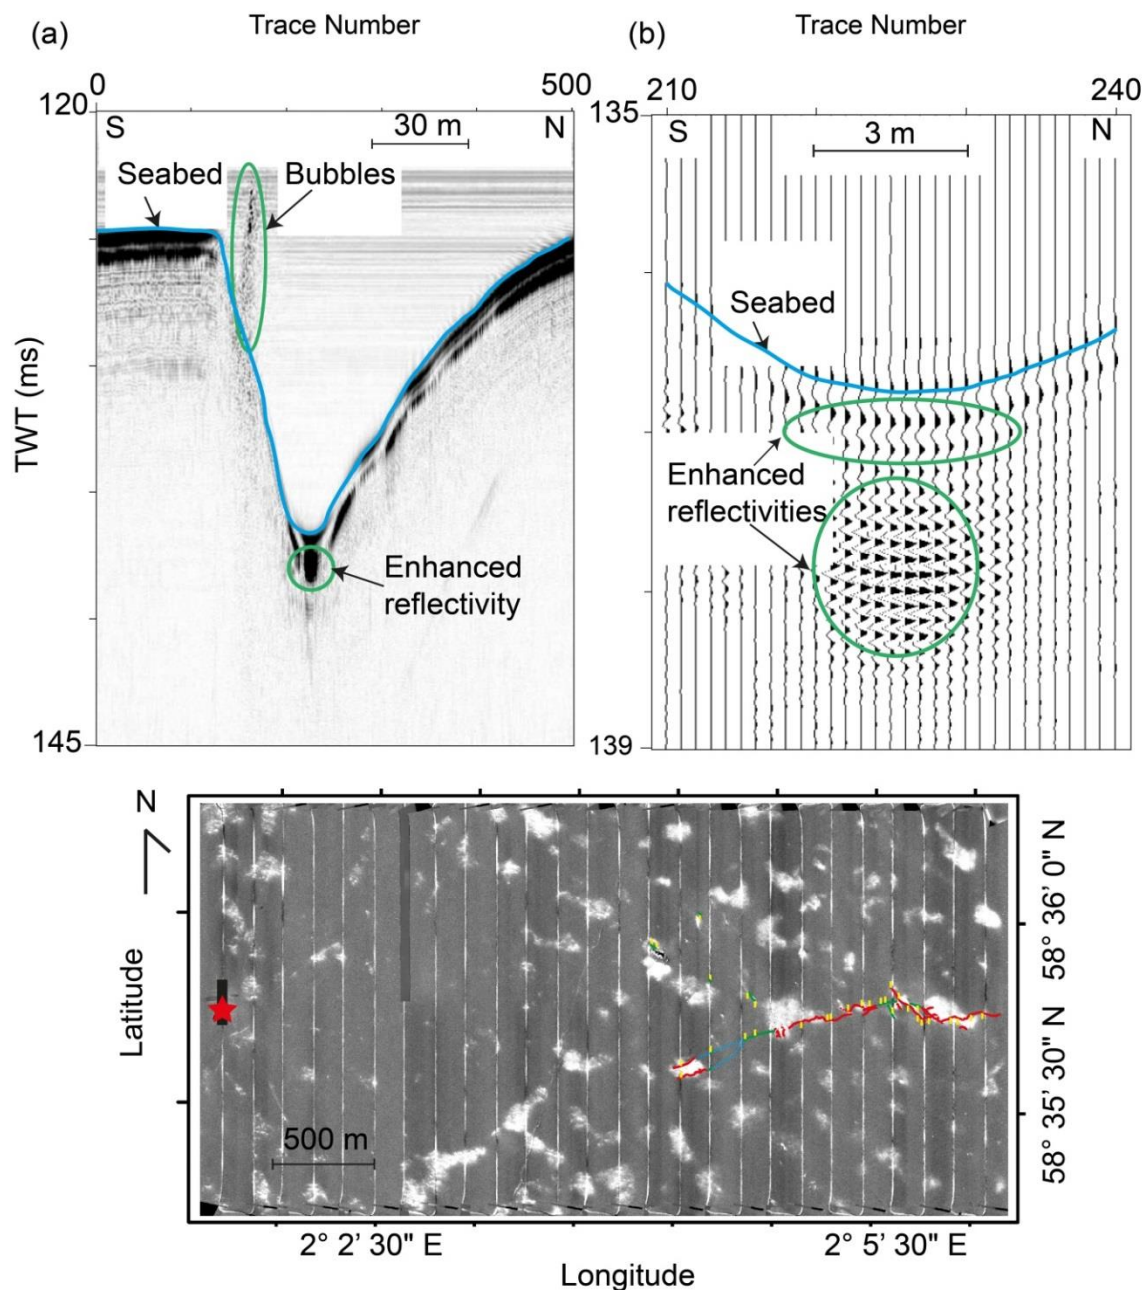 (a)
Trace Number
(b)
Trace Number
0
500
120
S
N
30 m
Seabed
Bubbles
TWT (ms)
Enhanced
reflectivity
145
210
240
135
S
N
3 m
Seabed
Enhanced
reflectivities
139
N
Latitude
500 m
58° 36' 0" N
58° 35' 30" N
2° 2' 30" E
2° 5' 30" E
Longitude